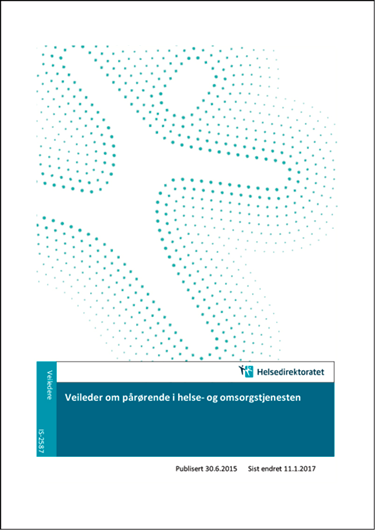 Helsedirektoratet
Veiledere
Veileder om pårørende i helse- og omsorgstjenesten
IS-2587
Publisert 30.6.2015 Sist endret 11.1.2017